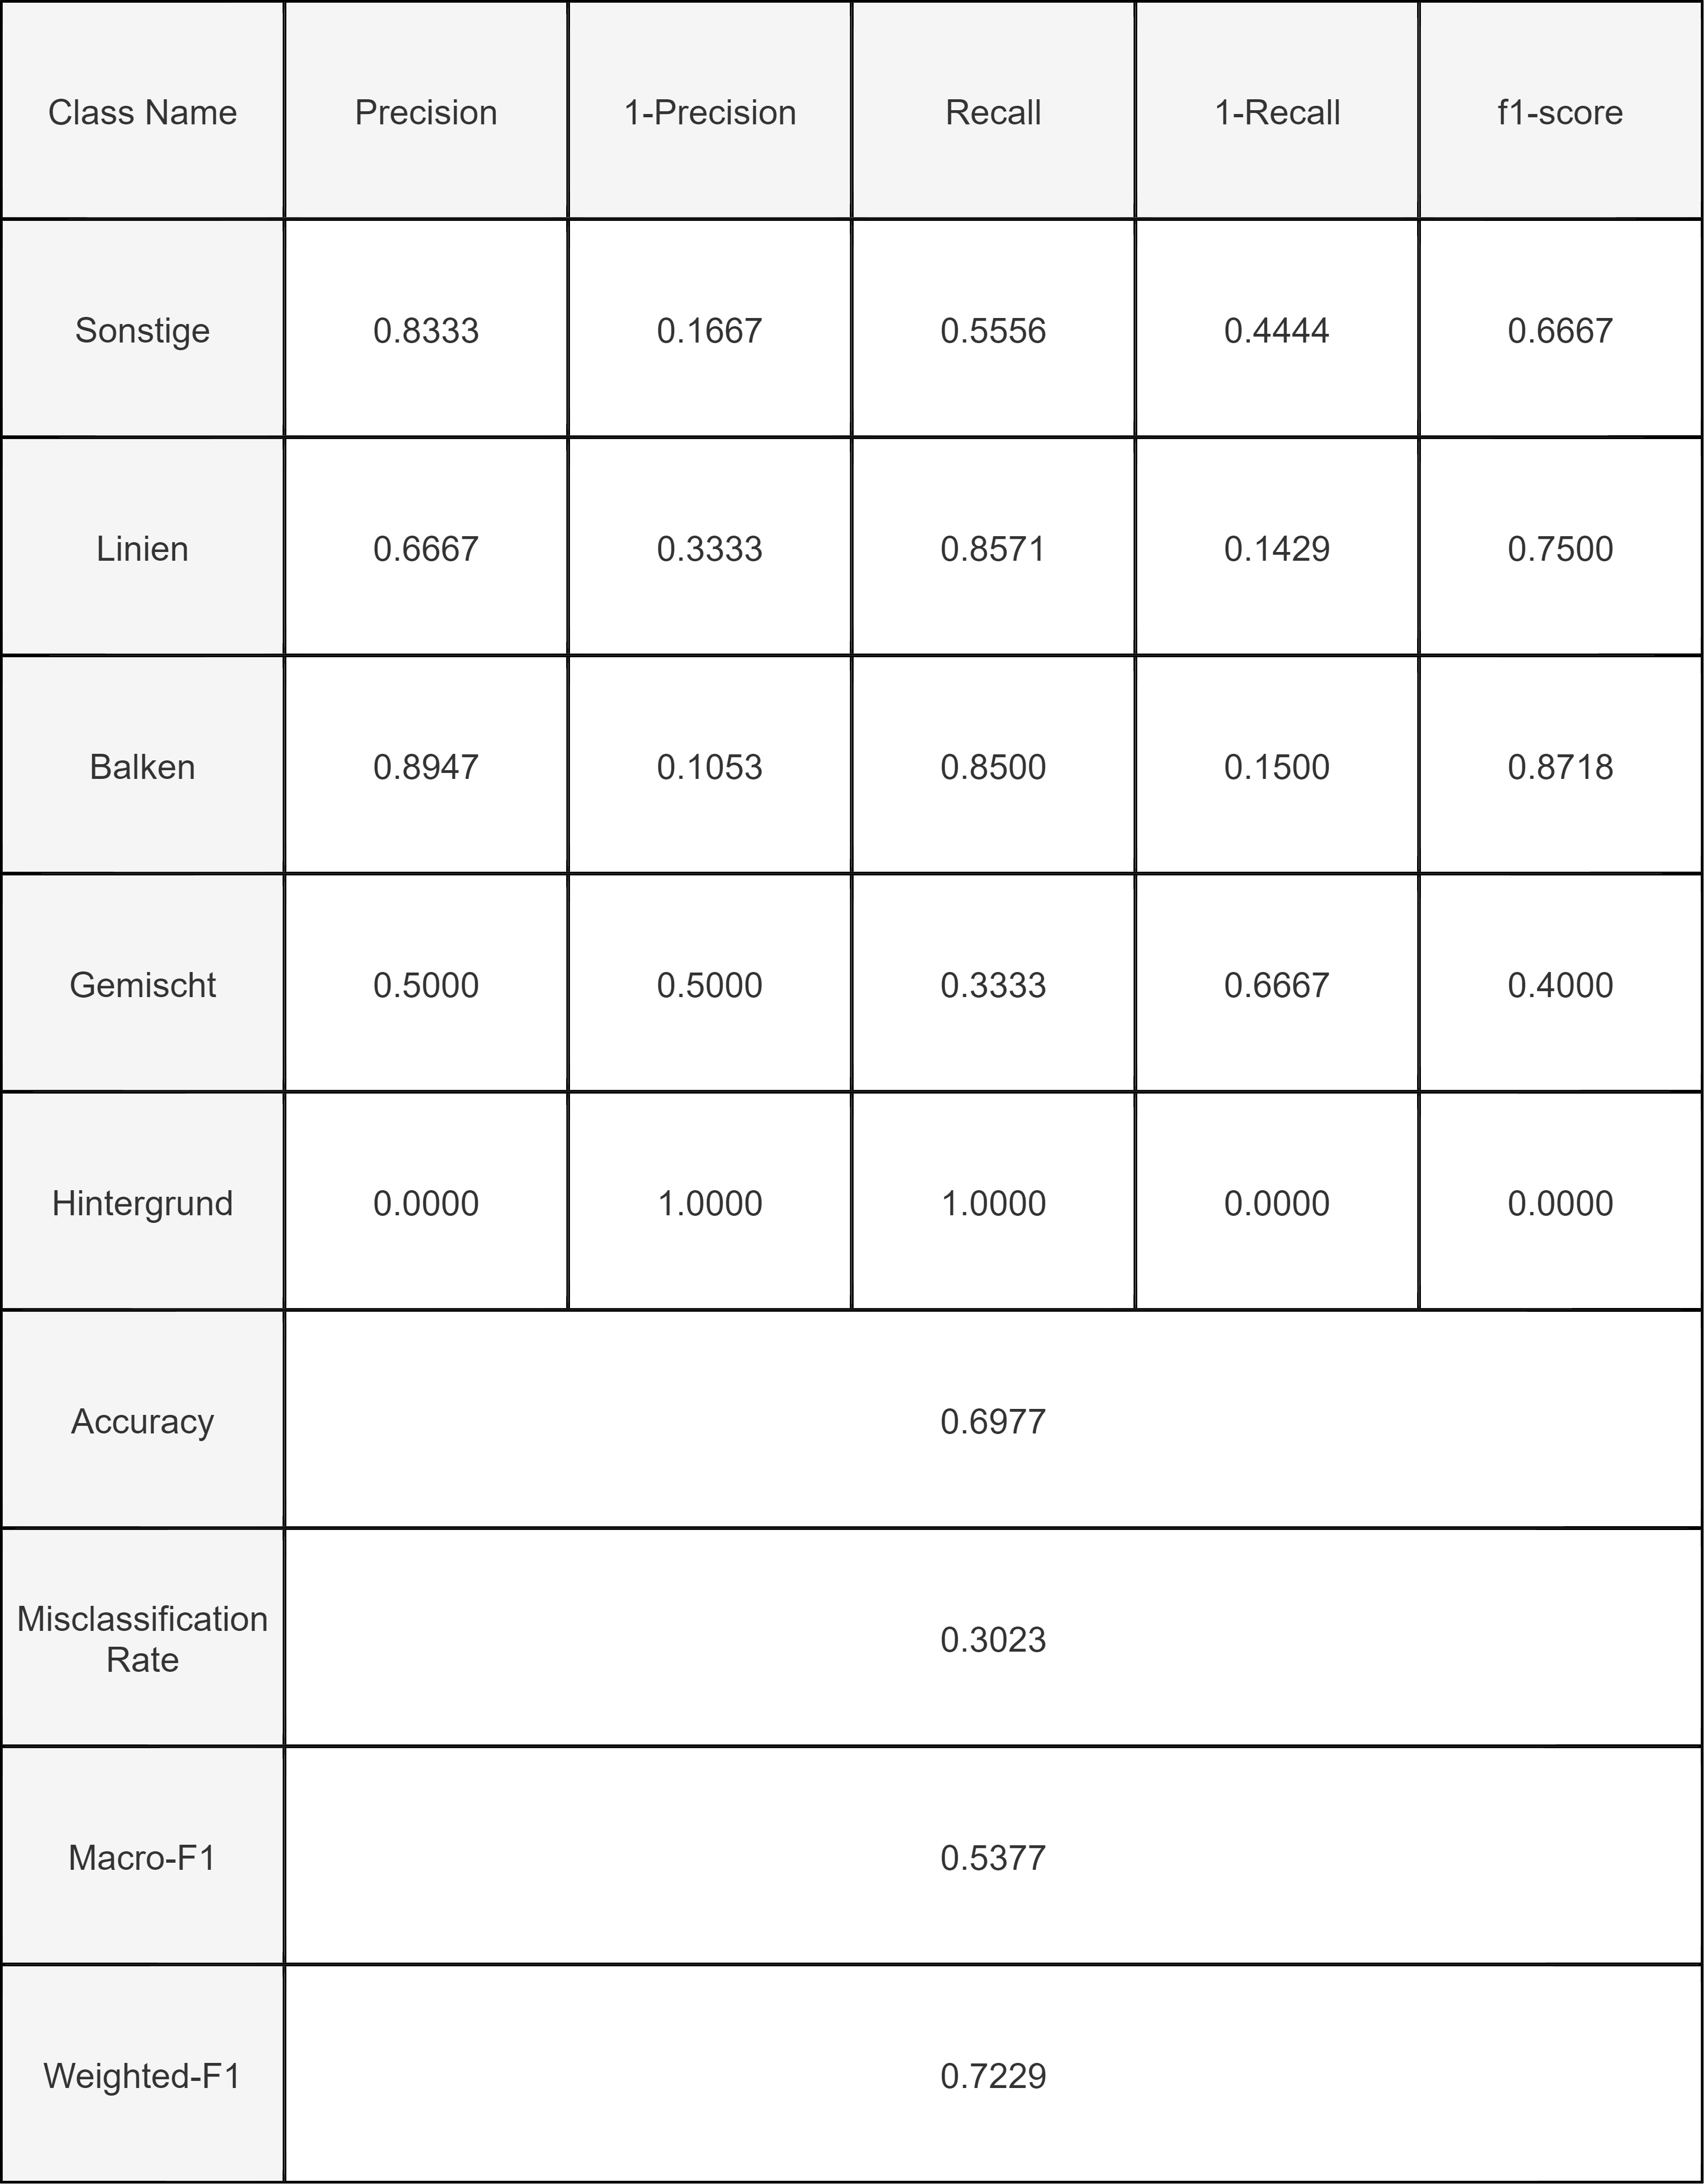 Class Name Precision 1-Precision Recall 1-Recall f1-score
Sonstige 0.8333 0.1667 0.5556 0.4444 0.6667
Linien 0.6667 0.3333 0.8571 0.1429 0.7500
Balken 0.8947 0.1053 0.8500 0.1500 0.8718
Gemischt 0.5000 0.5000 0.3333 0.6667 0.4000
Hintergrund 0.0000 1.0000 1.0000 0.0000 0.0000
Accuracy 0.6977
Misclassification
Rate 0.3023
Macro-F1 0.5377
Weighted-F1 0.7229